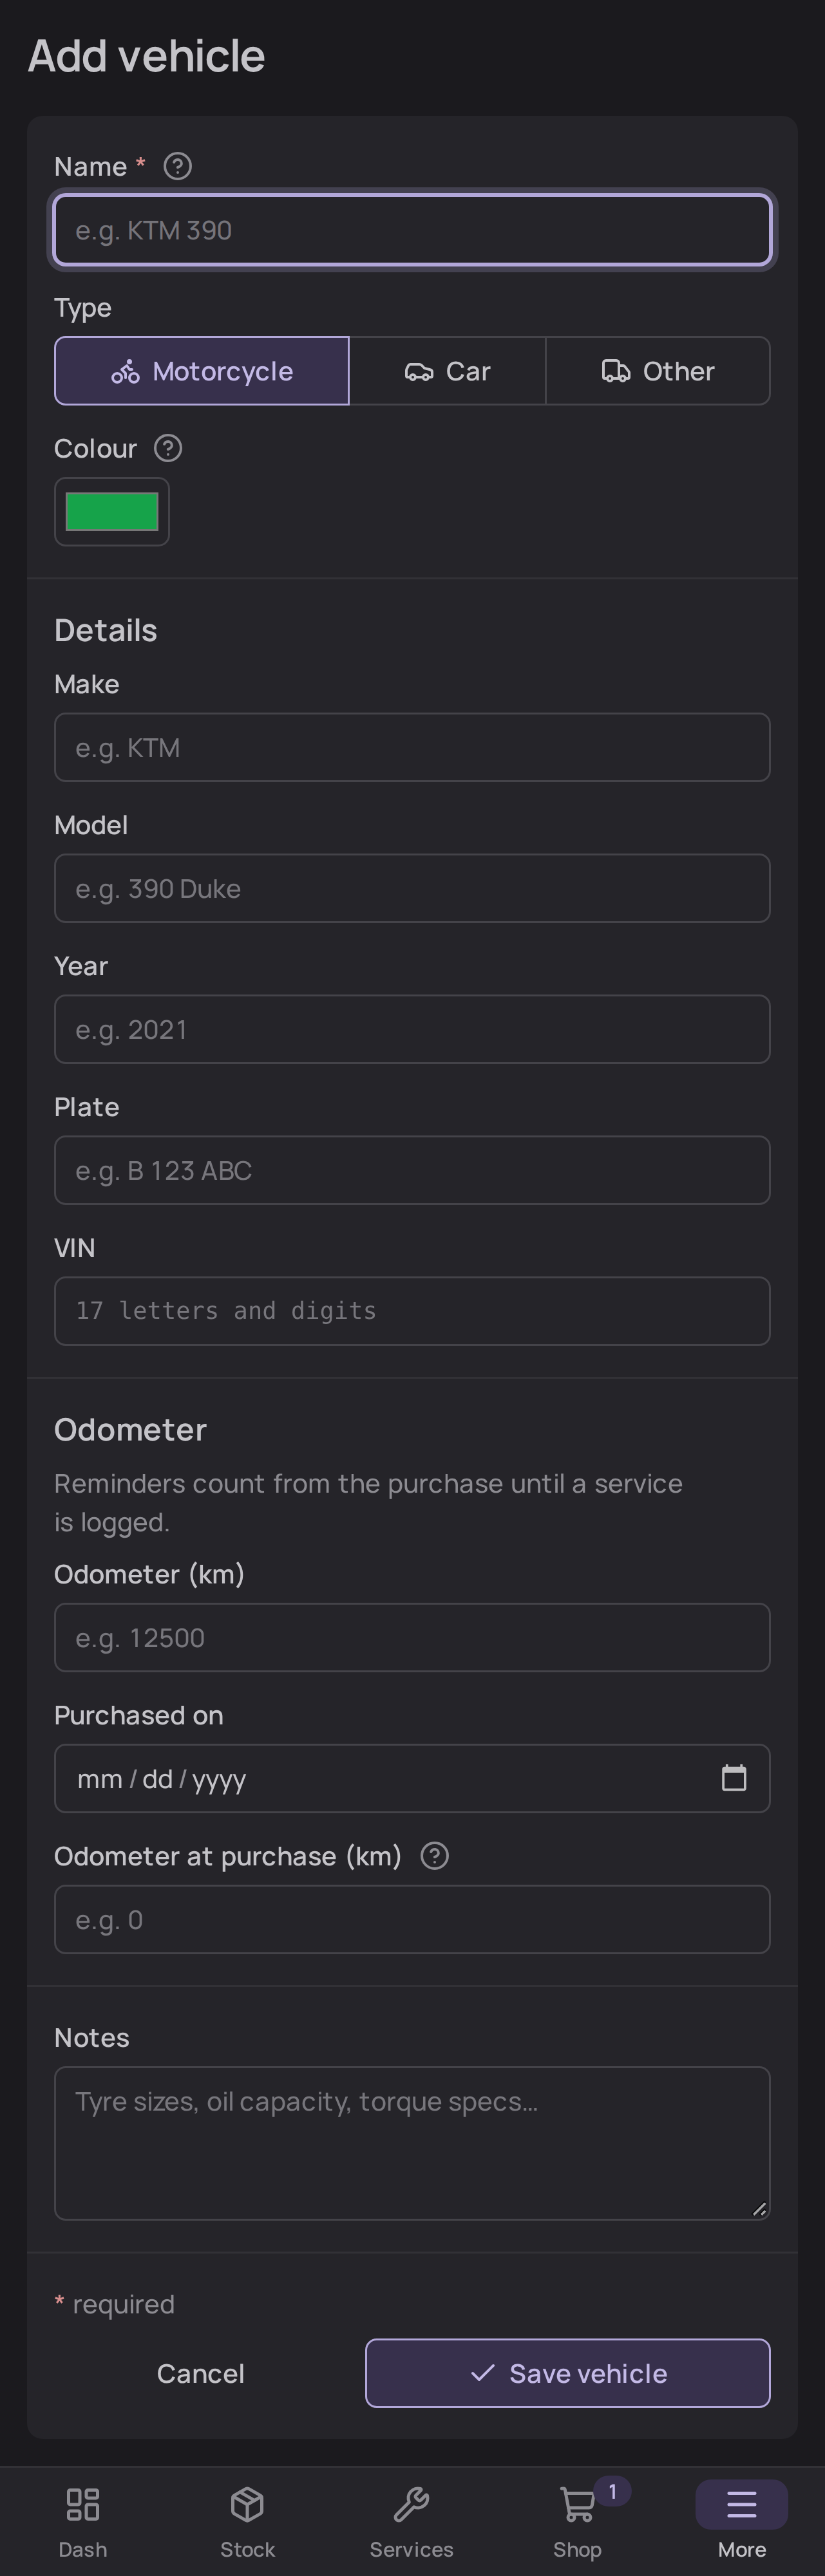 Add vehicle
Name *
e.g. KTM 390
Type
Motorcycle
Car
Other
Colour
Details
Make
e.g. KTM
Model
e.g. 390 Duke
Year
e.g. 2021
Plate
e.g. B 123 ABC
VIN
17 letters and digits
Odometer
Reminders count from the purchase until a service
is logged.
Odometer (km)
e.g. 12500
Purchased on
mm / dd / yyyy
Odometer at purchase (km)
e.g. 0
Notes
Tyre sizes, oil capacity, torque specs...
* required
Cancel
Save vehicle
1
Dash
Stock
Services
Shop
More